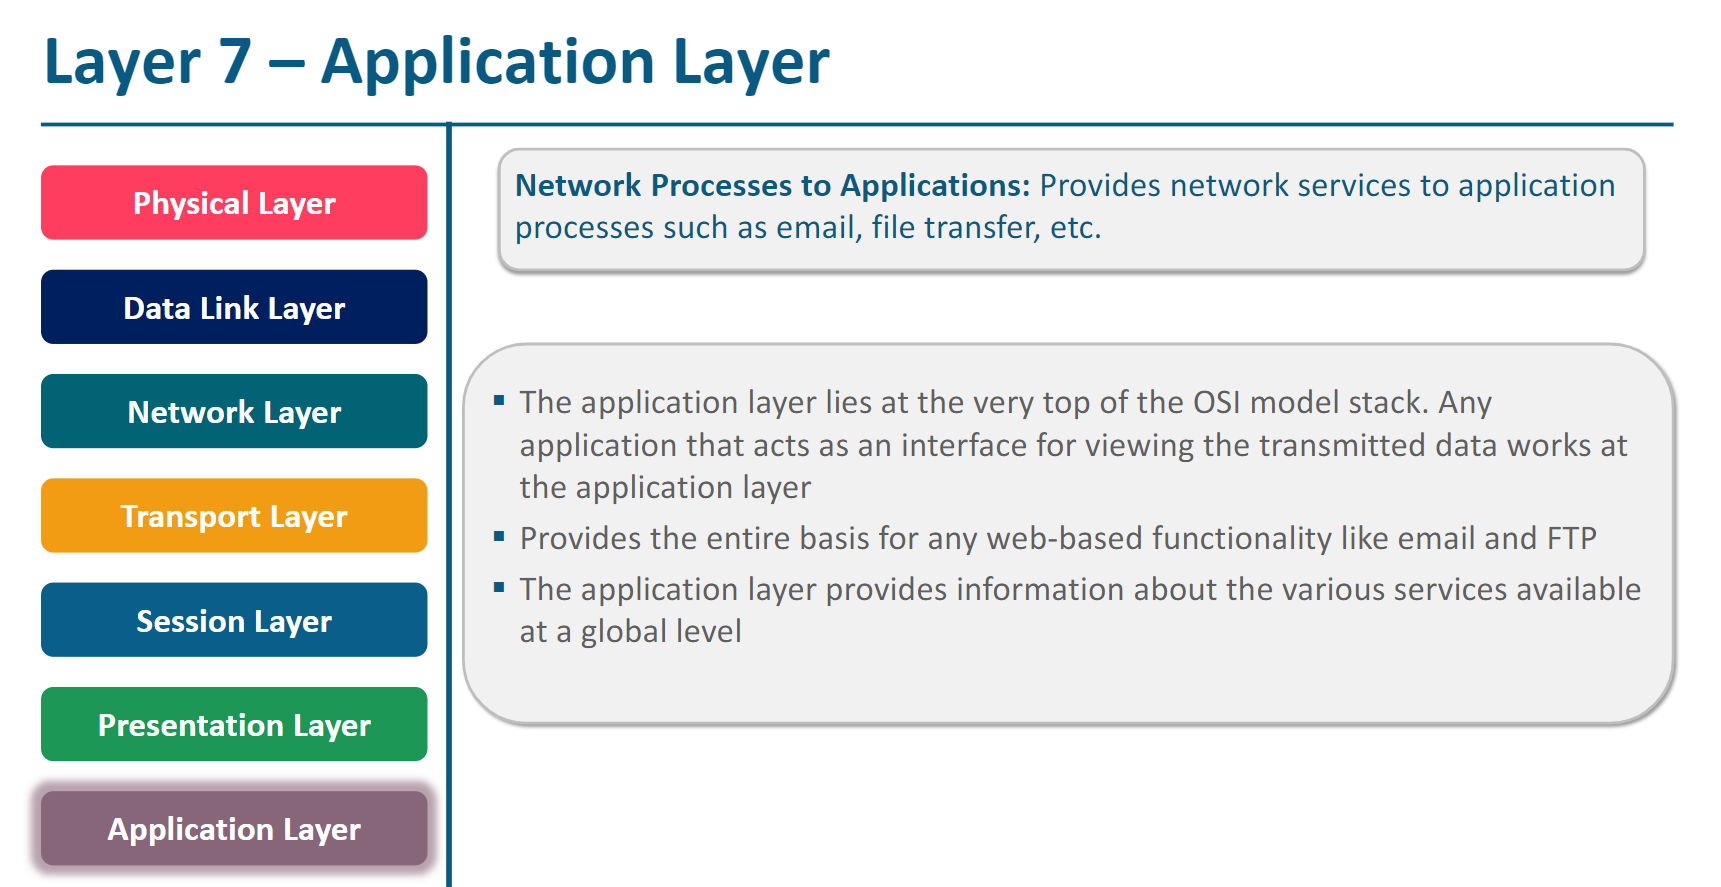 Layer 7 – Application Layer
Physical Layer
Data Link Layer
Network Layer
Transport Layer
Session Layer
Presentation Layer
Application Layer
Network Processes to Applications: Provides network services to application
processes such as email, file transfer, etc.
▪ The application layer lies at the very top of the OSI model stack. Any
application that acts as an interface for viewing the transmitted data works at
the application layer
▪ Provides the entire basis for any web-based functionality like email and FTP
▪ The application layer provides information about the various services available
at a global level